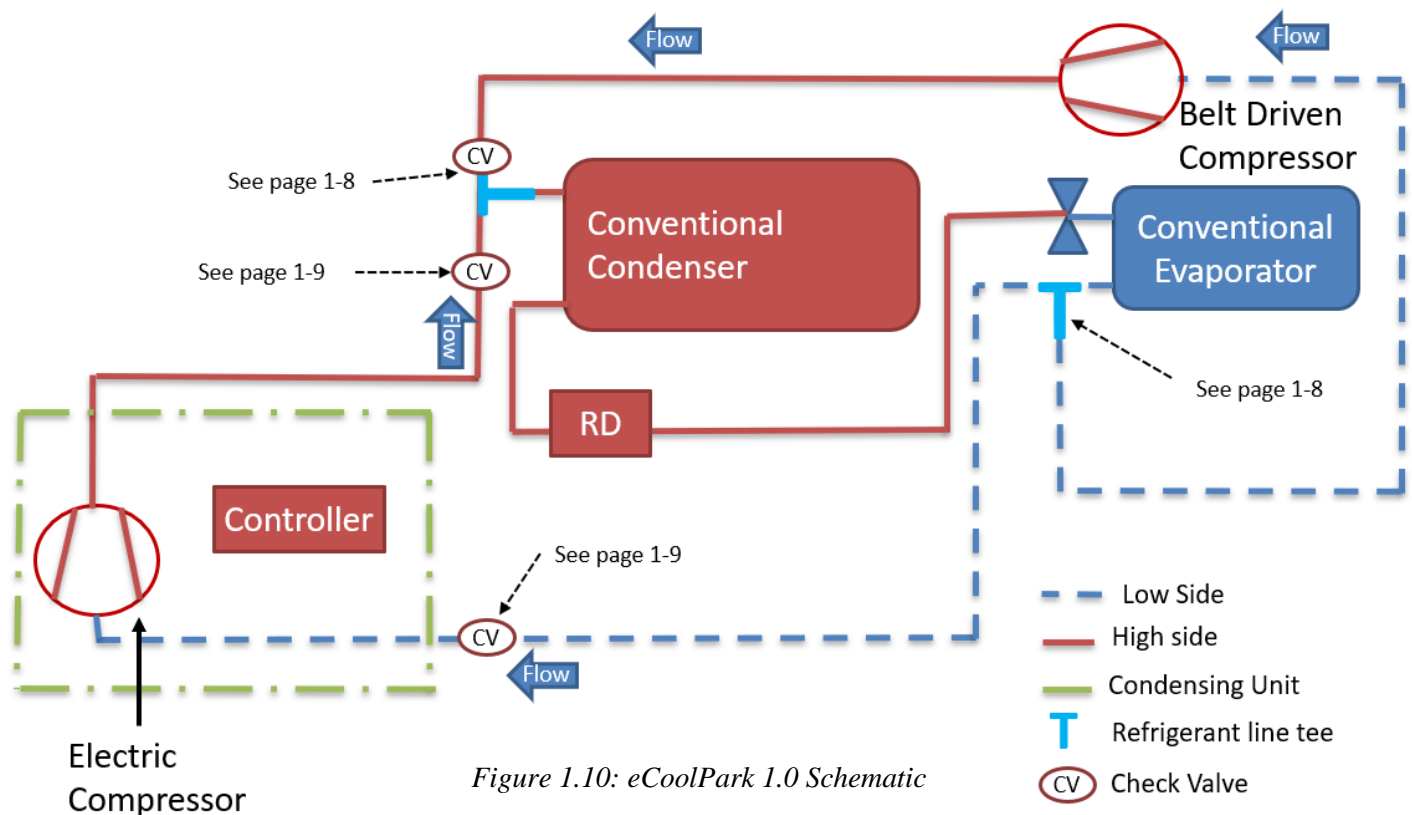 Flow
Flow
Belt Driven
Compressor
CV
See page 1-8
Conventional
Condenser
Conventional
Evaporator
See page 1-9
CV
Flow
See page 1-8
RD
Controller
See page 1-9
CV
Flow
Low Side
High side
Condensing Unit
Refrigerant line tee
CV
Check Valve
Electric
Compressor
Figure 1.10: eCoolPark 1.0 Schematic